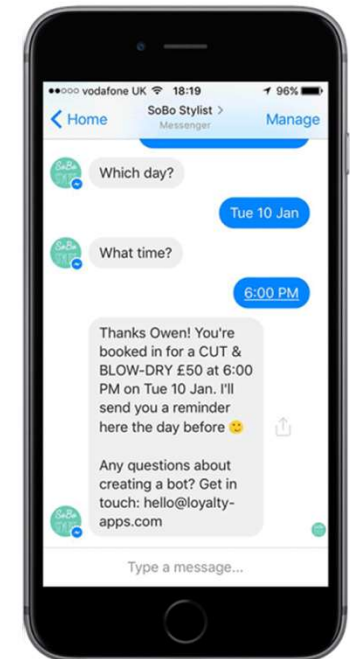 vodafone UK 18:19 96%
Home SoBo Stylist > Manage
Messenger
Which day?
Tue 10 Jan
What time?
6:00 PM
Thanks Owen! You're
booked in for a CUT &
BLOW-DRY £50 at 6:00
PM on Tue 10 Jan. I'll
send you a reminder
here the day before 🙂
Any questions about
creating a bot? Get in
touch: hello@loyalty-
apps.com
Type a message...